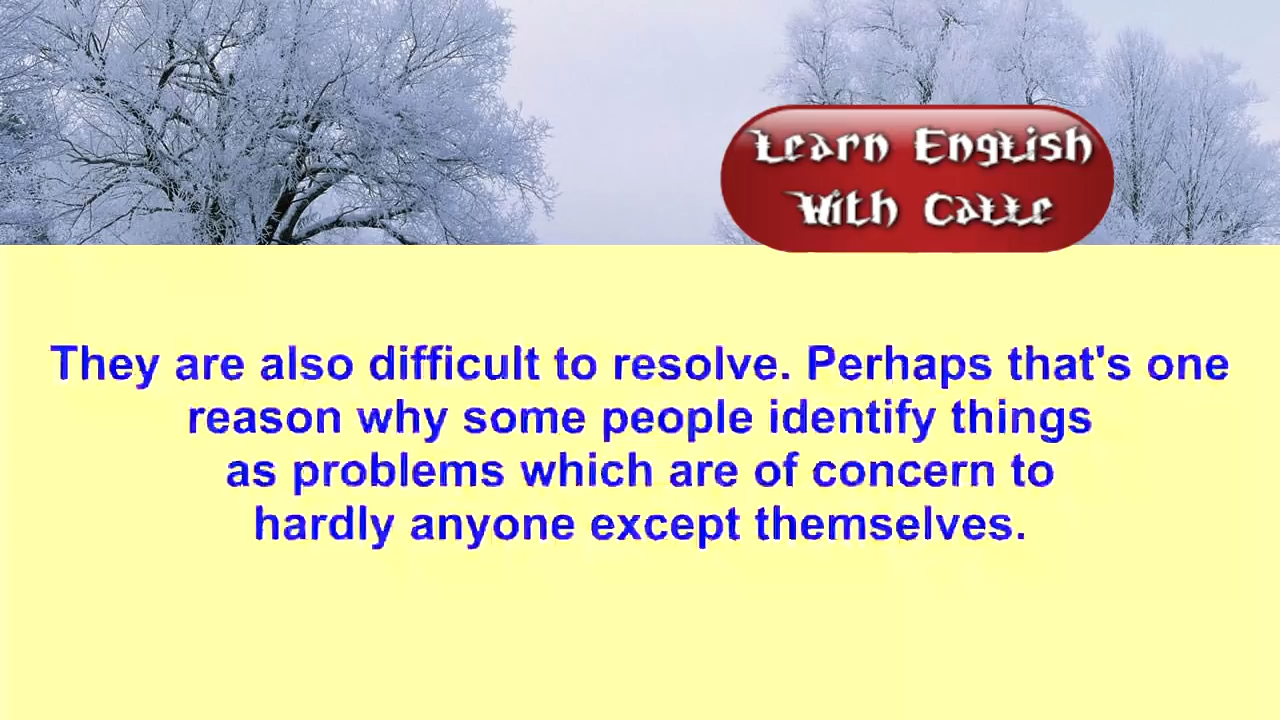 Learn English
With Calle
They are also difficult to resolve. Perhaps that's one
reason why some people identify things
as problems which are of concern to
hardly anyone except themselves.